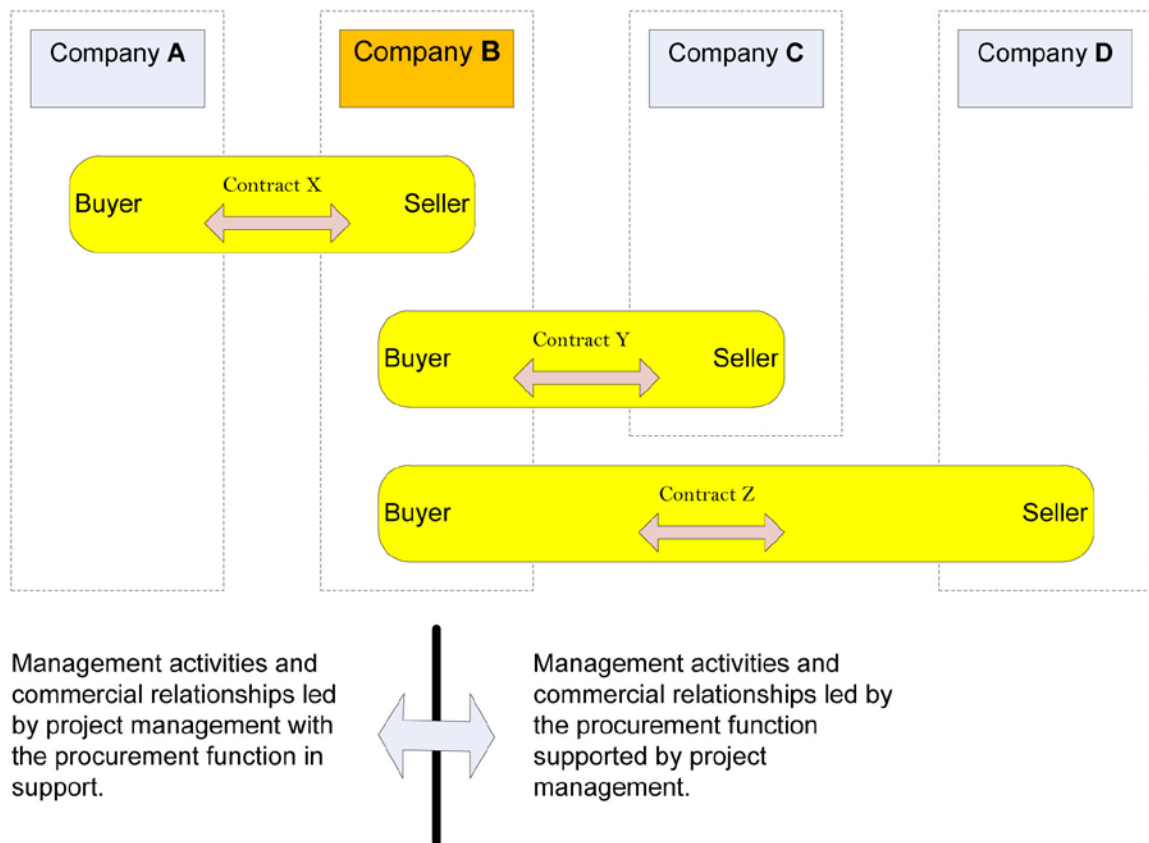 Company A
Company B
Company C
Company D
Contract X
Buyer
Seller
Contract Y
Buyer
Seller
Contract Z
Buyer
Seller
Management activities and
commercial relationships led
by project management with
the procurement function in
support.
Management activities and
commercial relationships led by
the procurement function
supported by project
management.